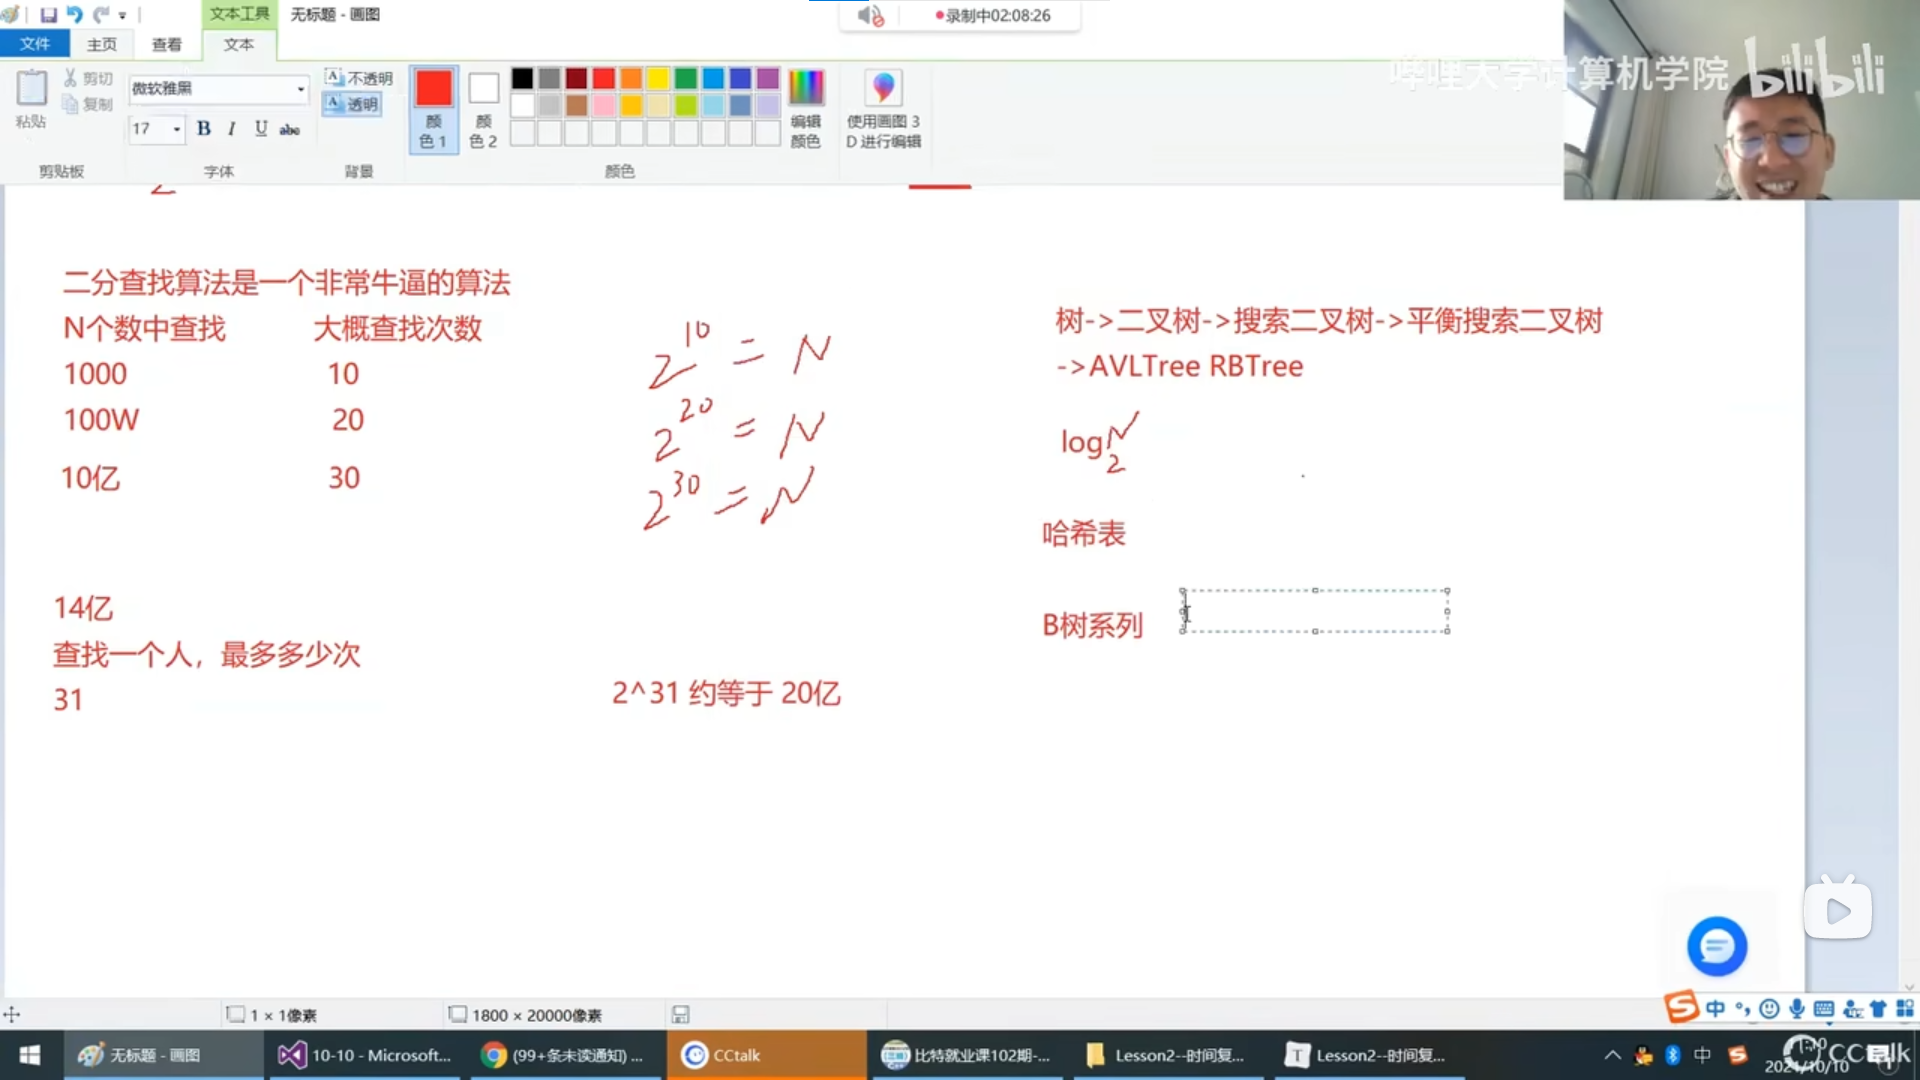 文本工具 无标题 - 画图
录制中02:08:26
文件 主页 查看 文本
哔哩大学计算机学院 bilibili
粘贴 剪切 复制
微软雅黑
17 B I U abc
不透明
透明
颜色 1
颜色 2
编辑颜色
使用画图 3D 进行编辑
剪贴板 字体 背景 颜色
二分查找算法是一个非常牛逼的算法
N个数中查找 大概查找次数
1000 10
100W 20
10亿 30
2^10 = N
2^20 = N
2^30 = N
14亿
查找一个人，最多多少次
31
2^31 约等于 20亿
树->二叉树->搜索二叉树->平衡搜索二叉树
->AVLTree RBTree
log N 2
哈希表
B树系列
1 × 1像素 1800 × 20000像素
中
无标题 - 画图 10-10 - Microsoft... (99+条未读通知) ... CCtalk 比特就业课102期-... Lesson2--时间复... Lesson2--时间复...
中
2021/10/10
CCtalk